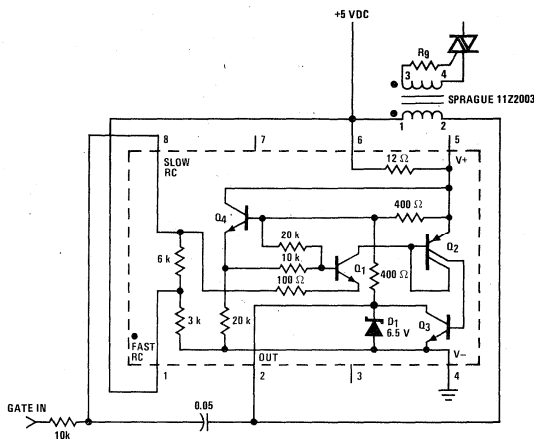 +5 VDC
Rg
3
4
SPRAGUE 11Z2003
1
2
8
7
6
5
SLOW
RC
12 Ω
V+
Q4
400 Ω
20 k
Q2
6 k
10 k
Q1
100 Ω
400 Ω
3 k
20 k
D1
6.5 V
Q3
FAST
RC
OUT
V−
1
2
3
4
GATE IN
10k
0.05